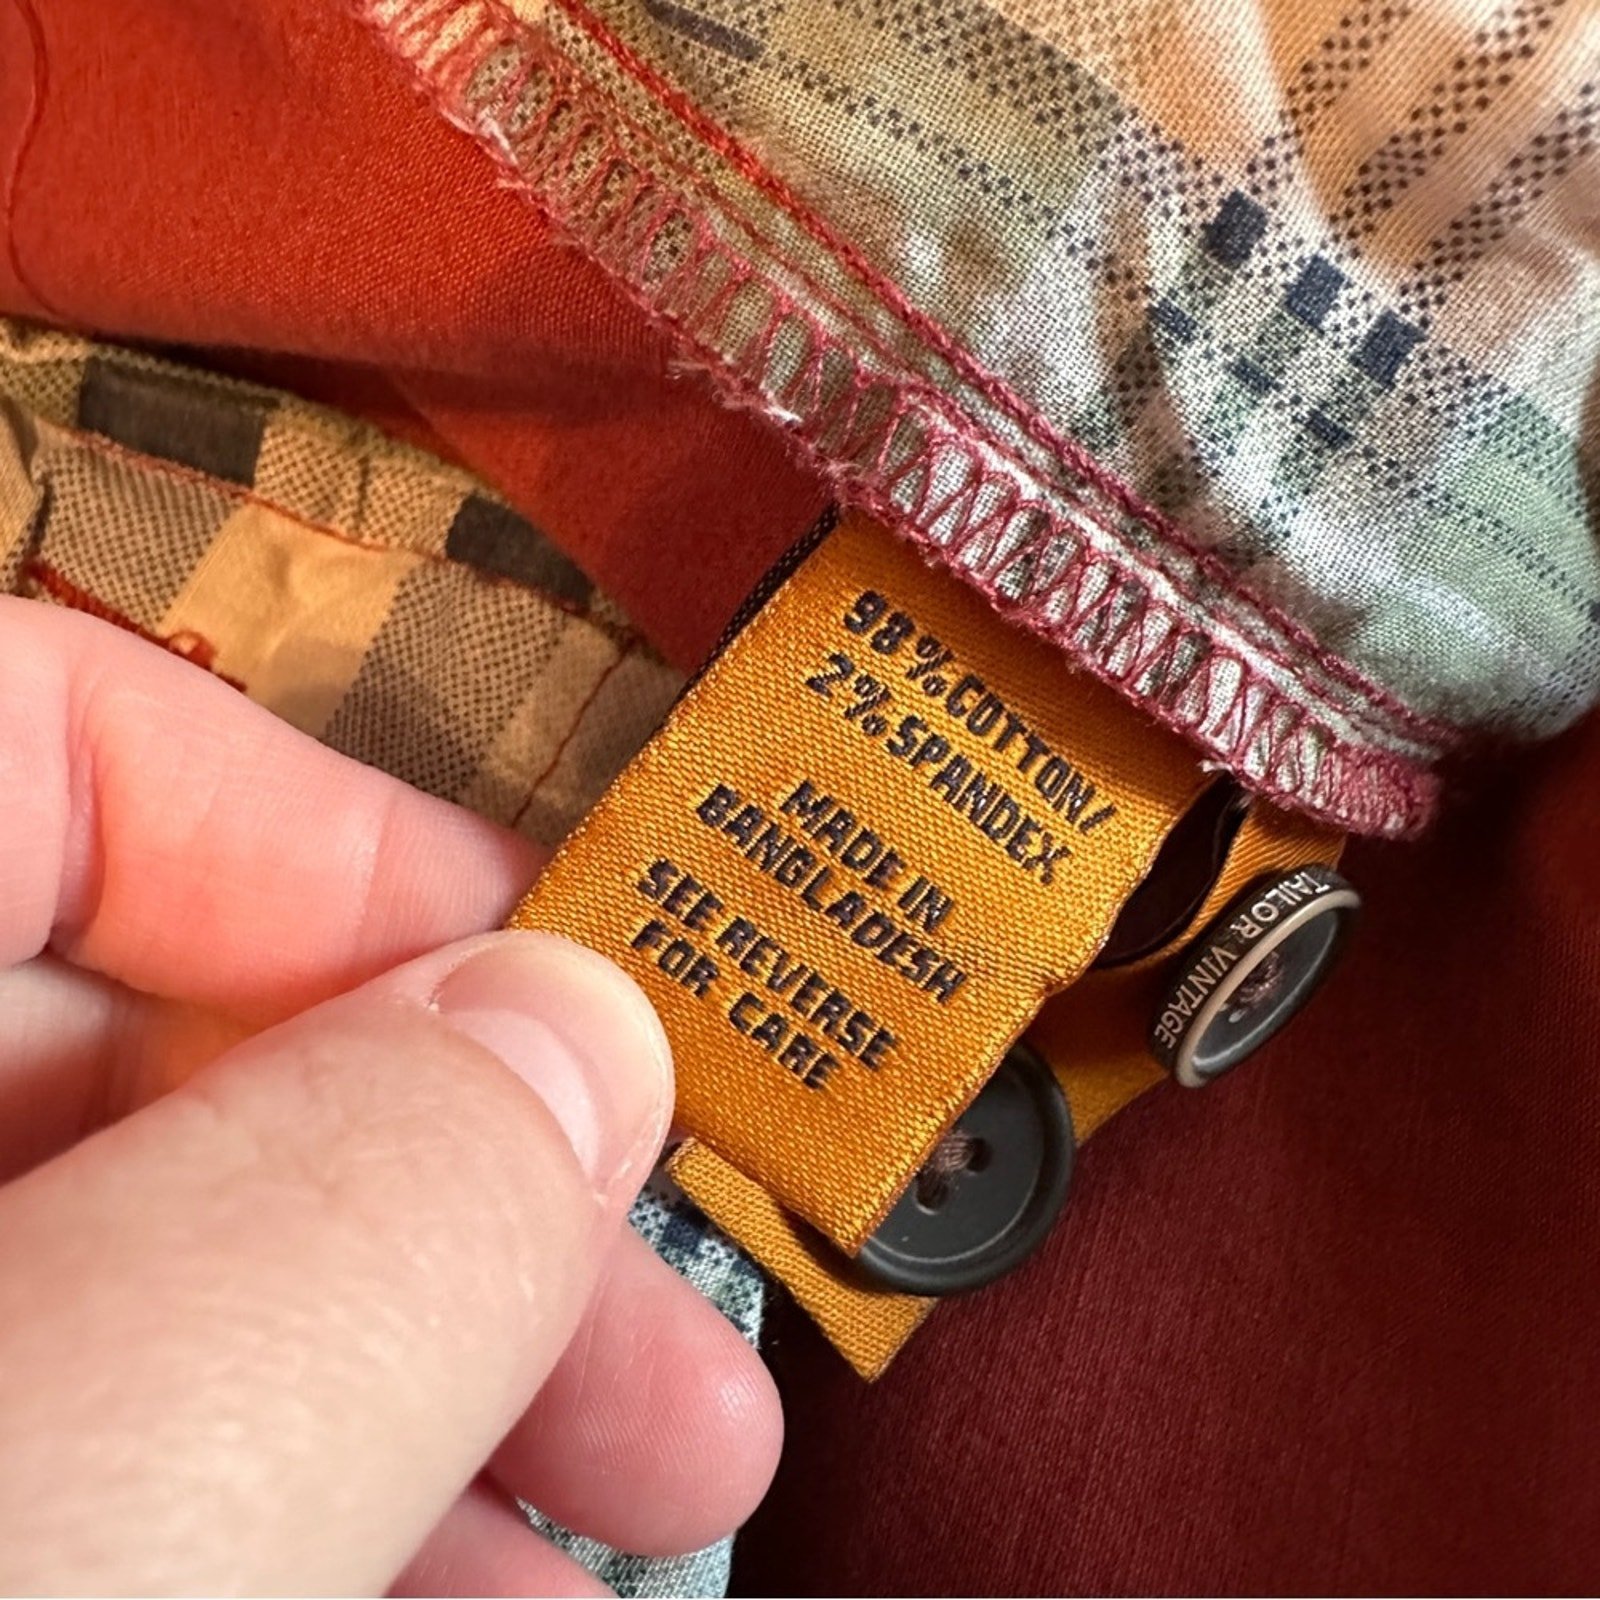 98% COTTON/
2% SPANDEX
MADE IN
BANGLADESH
SEE REVERSE
FOR CARE
TAILOR VINTAGE